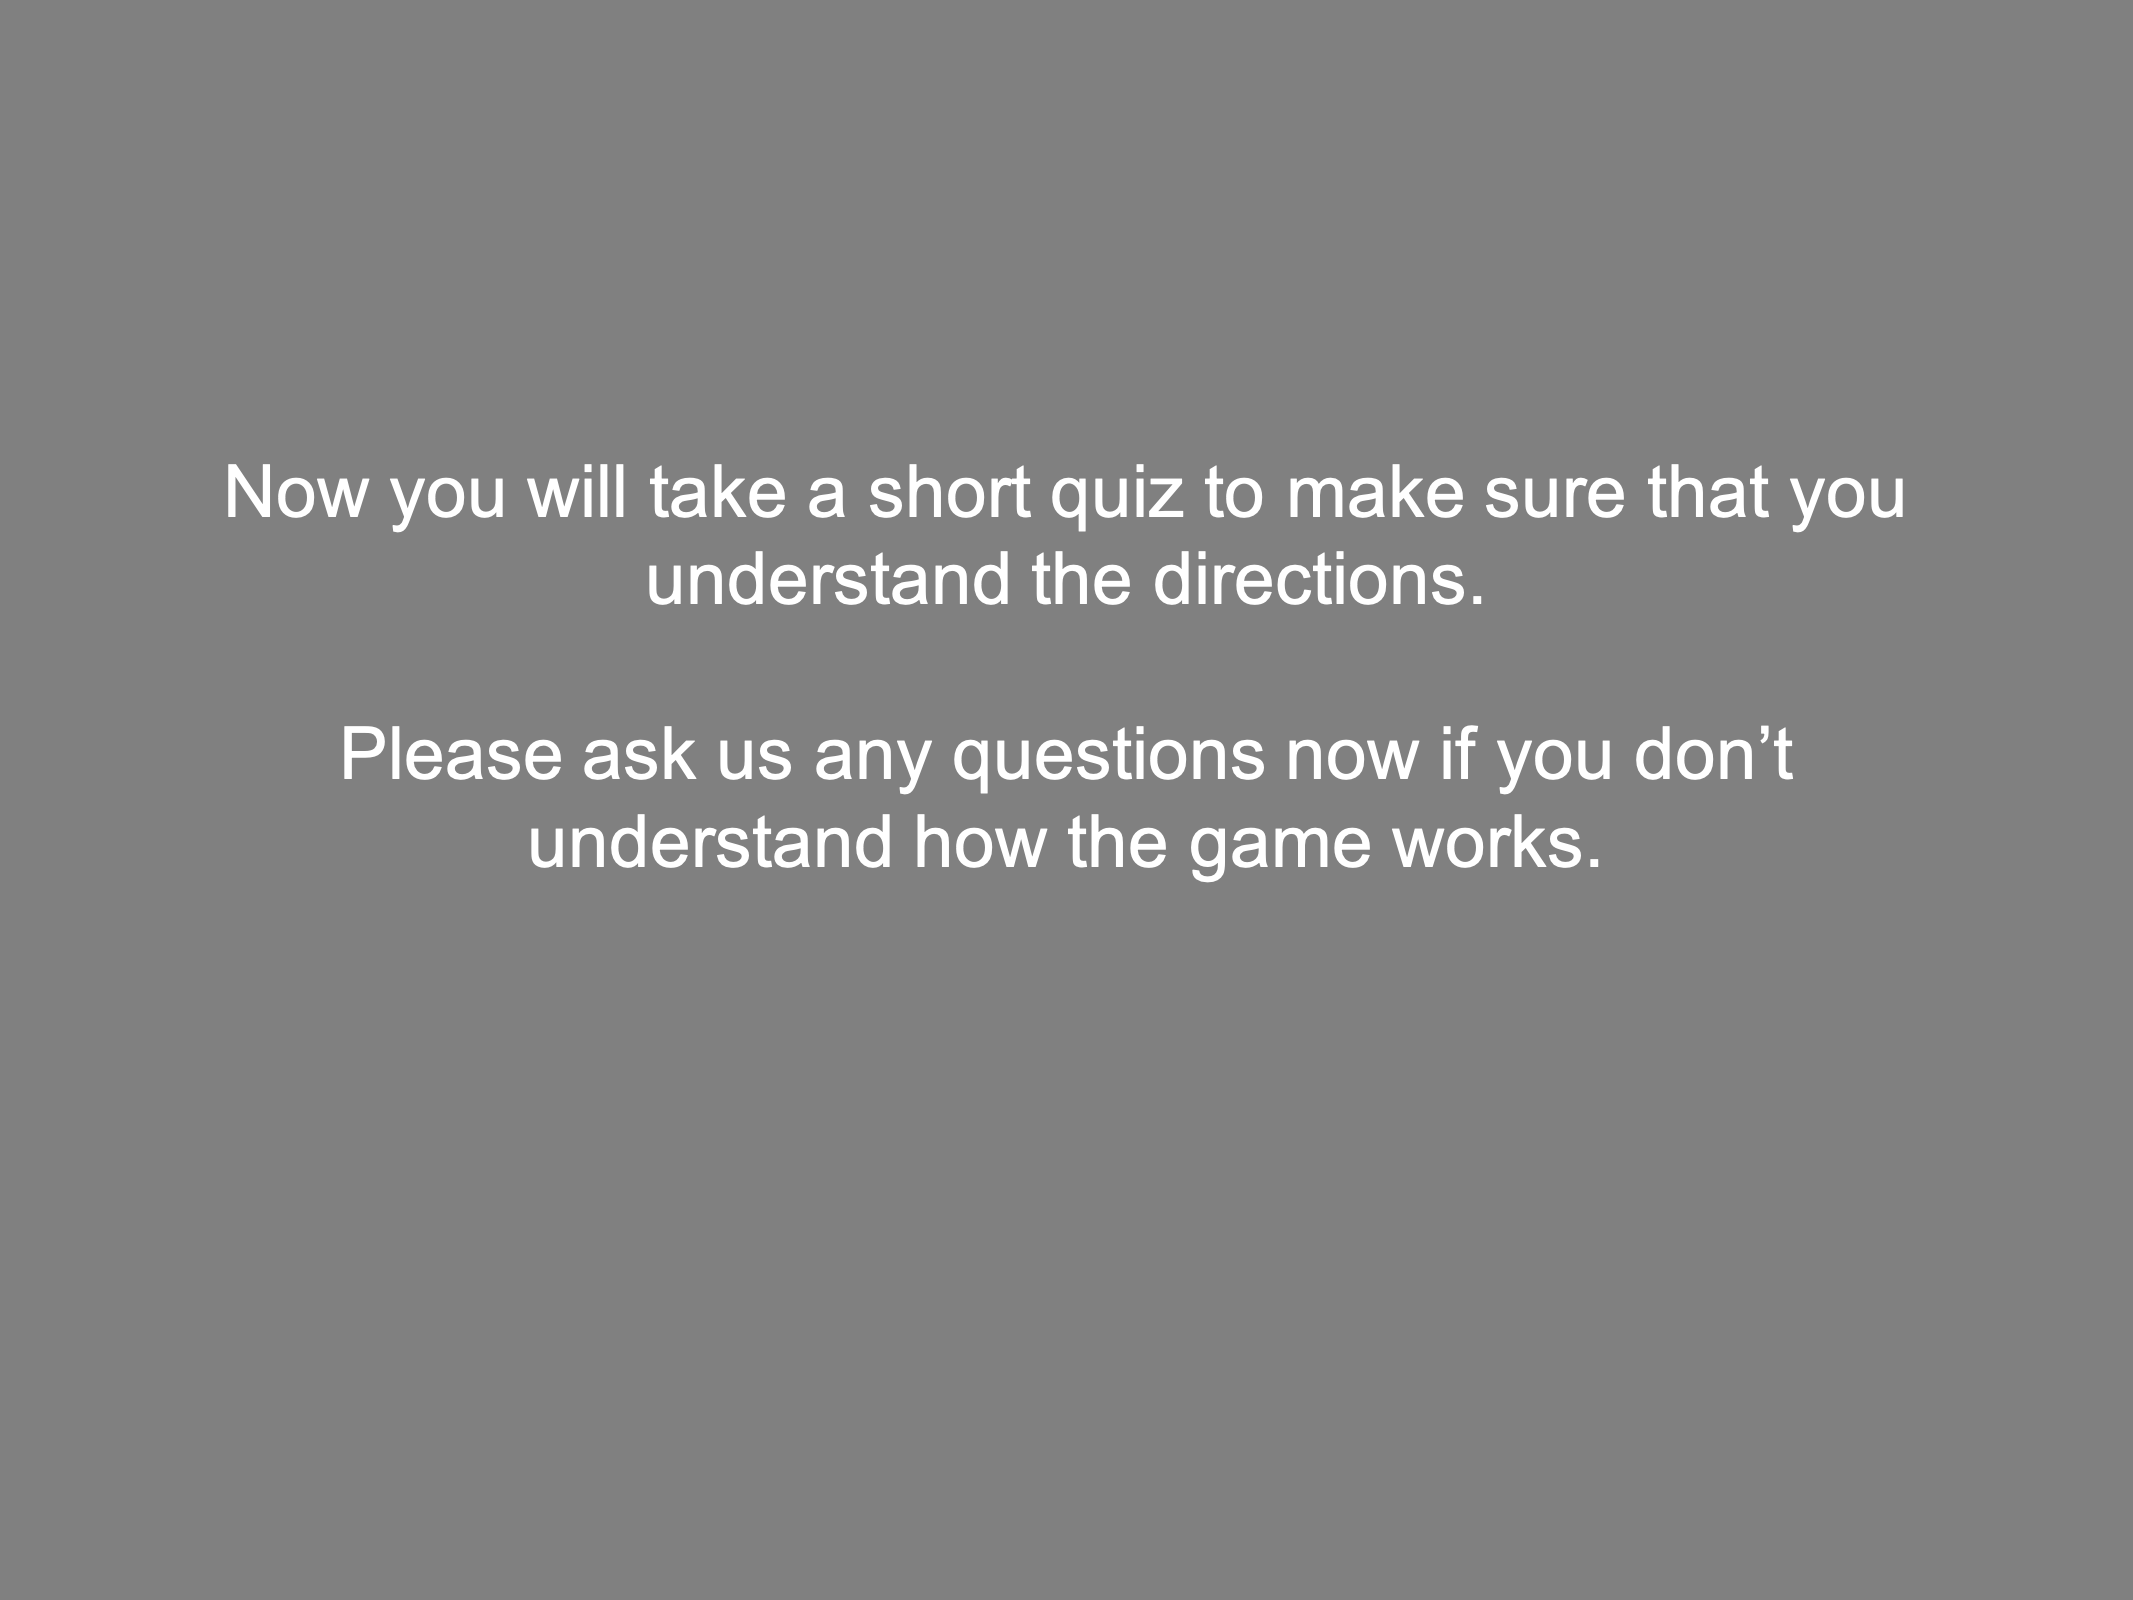 Now you will take a short quiz to make sure that you
understand the directions.
Please ask us any questions now if you don’t
understand how the game works.